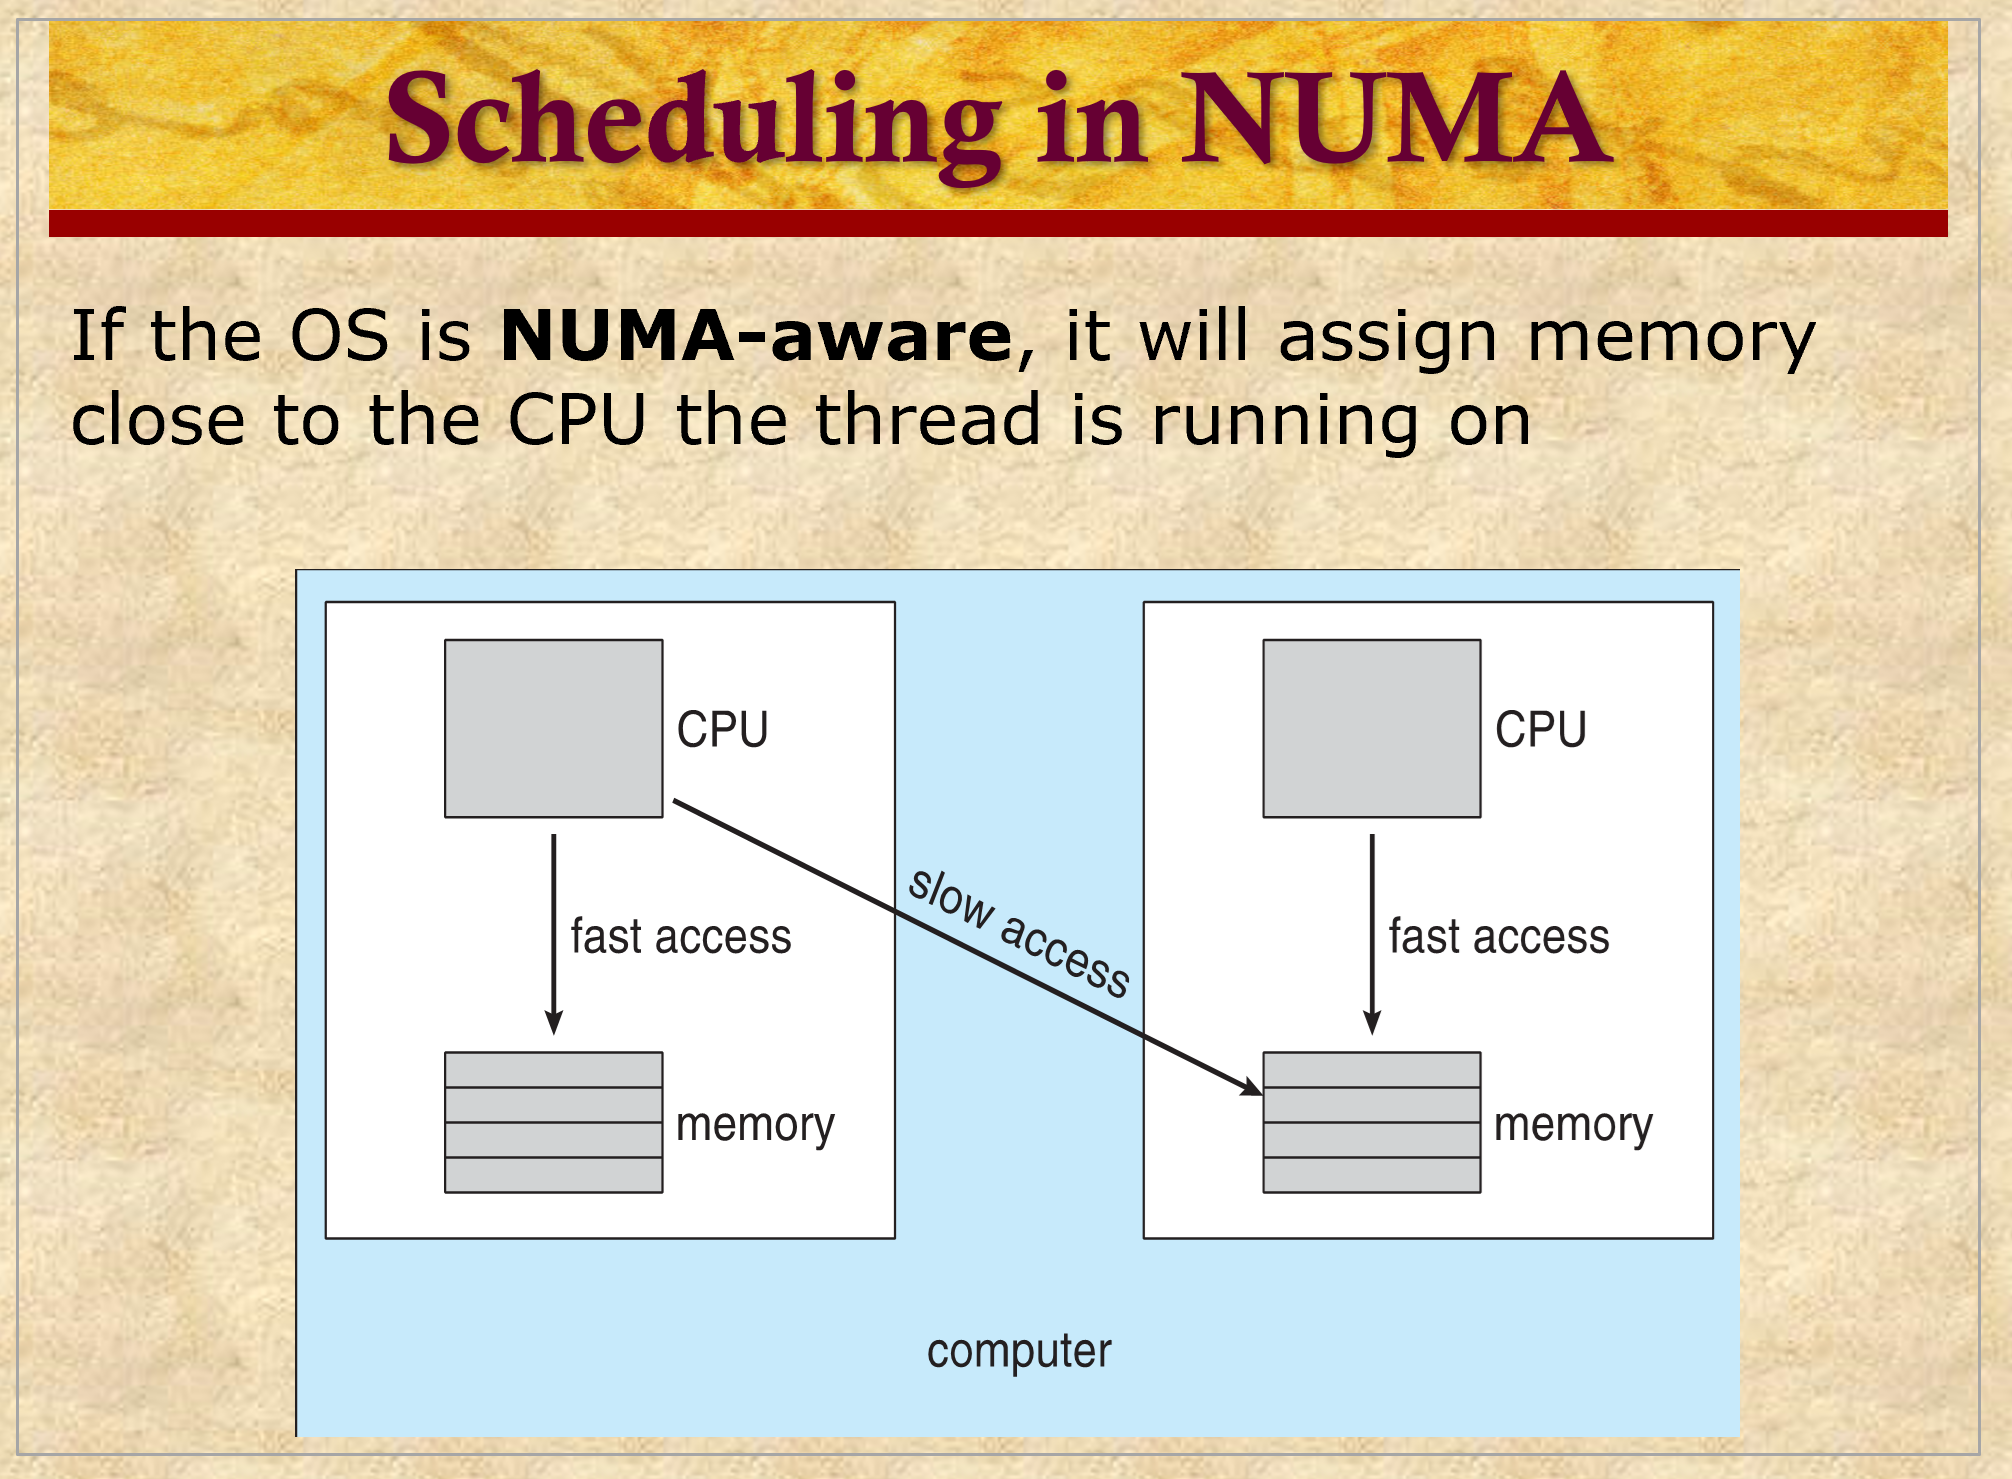 Scheduling in NUMA
If the OS is NUMA-aware, it will assign memory
close to the CPU the thread is running on
CPU
CPU
slow access
fast access
fast access
memory
memory
computer